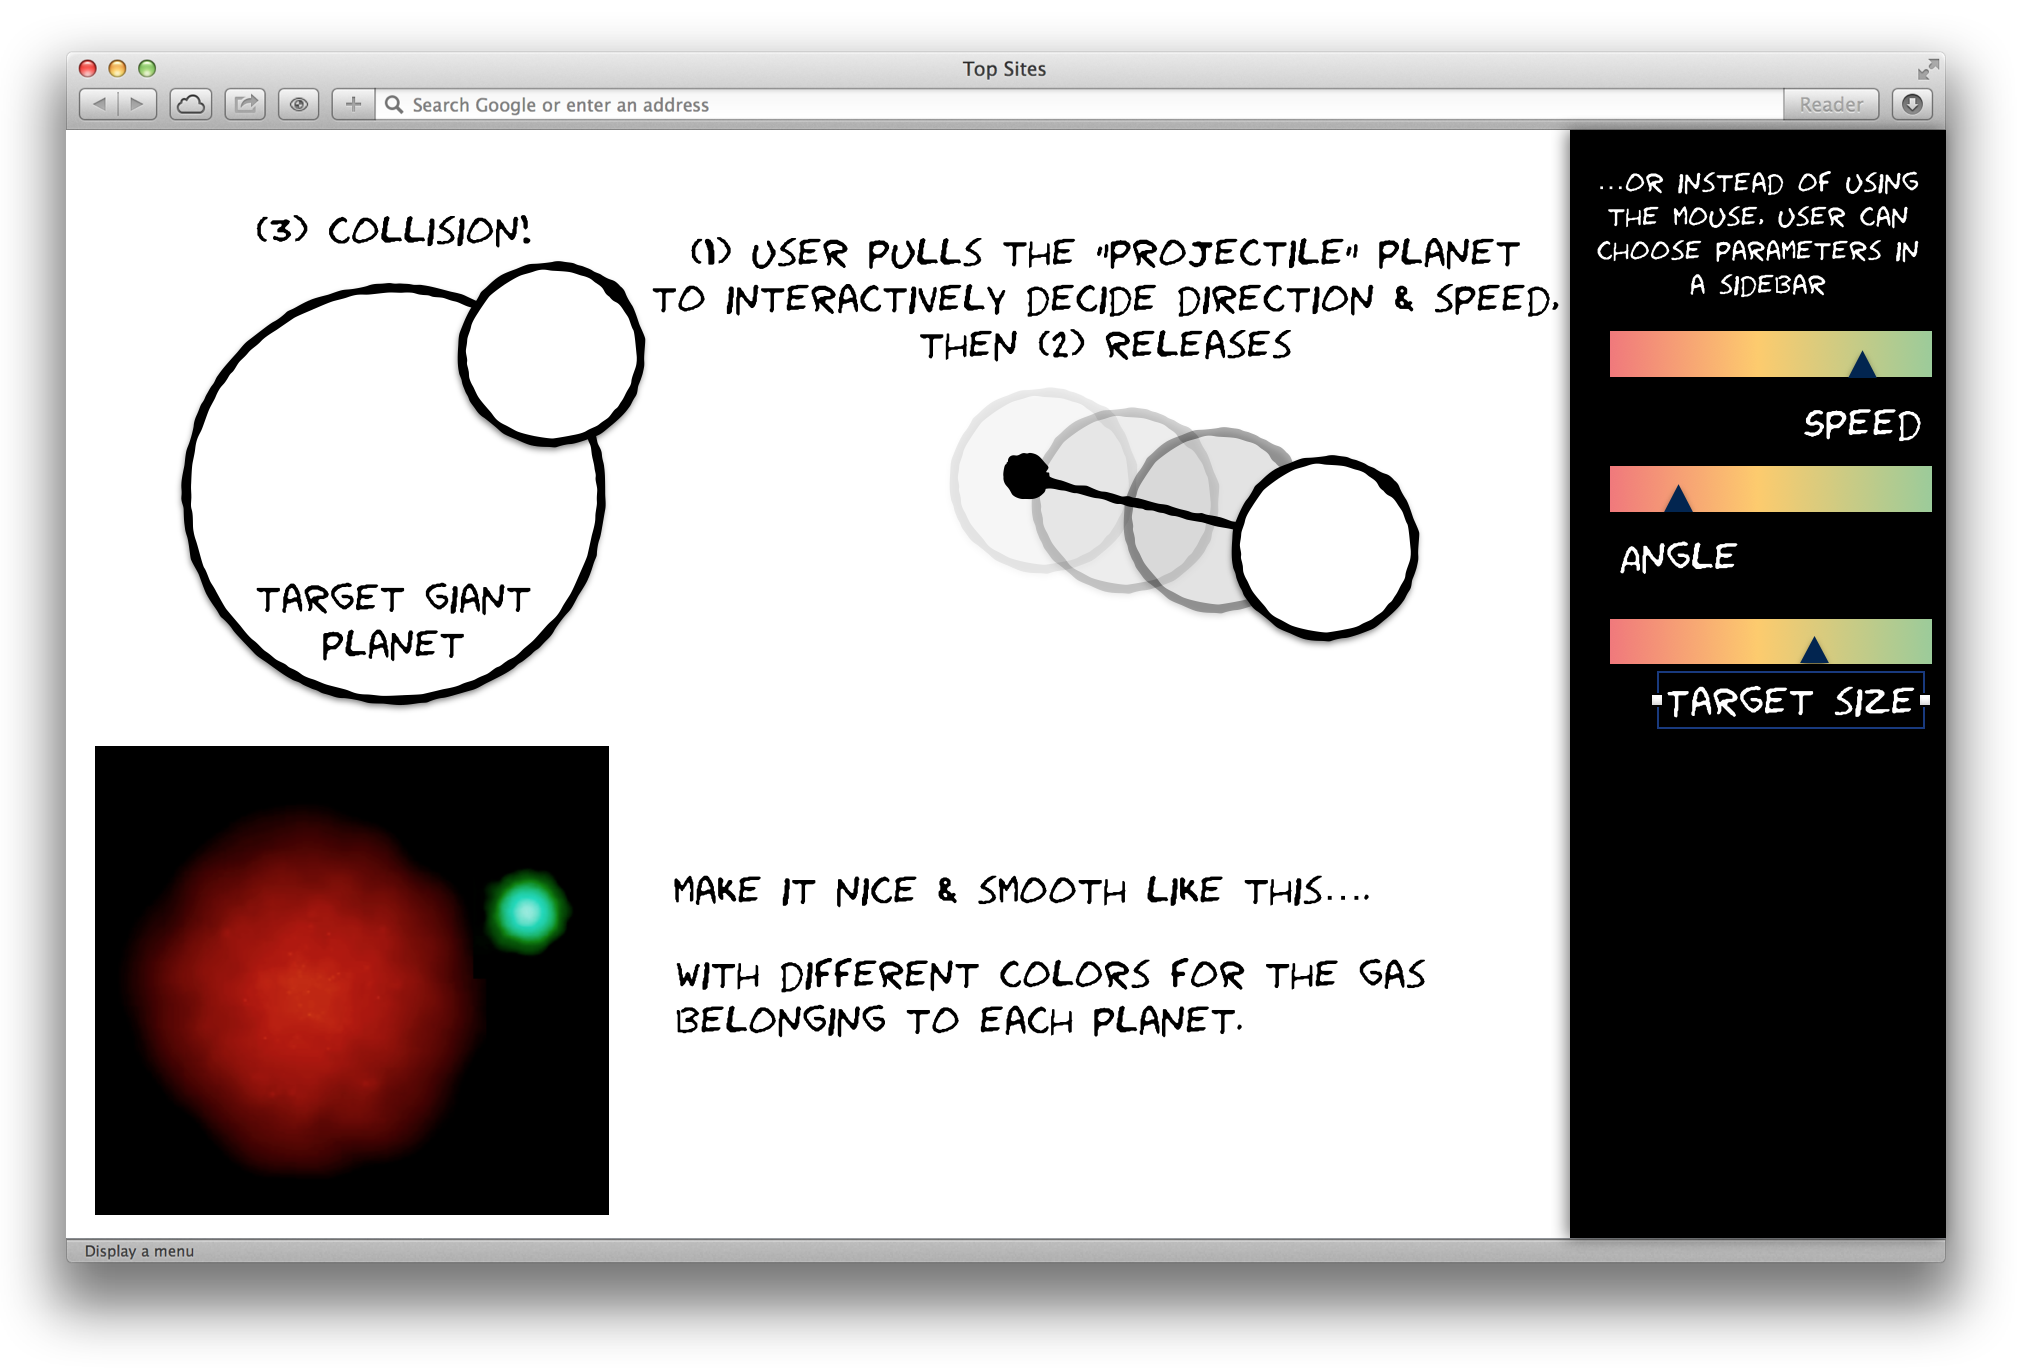 Top Sites
Search Google or enter an address
Reader
(3) COLLISION!
(1) USER PULLS THE "PROJECTILE" PLANET
TO INTERACTIVELY DECIDE DIRECTION & SPEED,
THEN (2) RELEASES
TARGET GIANT
PLANET
MAKE IT NICE & SMOOTH LIKE THIS....
WITH DIFFERENT COLORS FOR THE GAS
BELONGING TO EACH PLANET.
...OR INSTEAD OF USING
THE MOUSE, USER CAN
CHOOSE PARAMETERS IN
A SIDEBAR
SPEED
ANGLE
TARGET SIZE
Display a menu